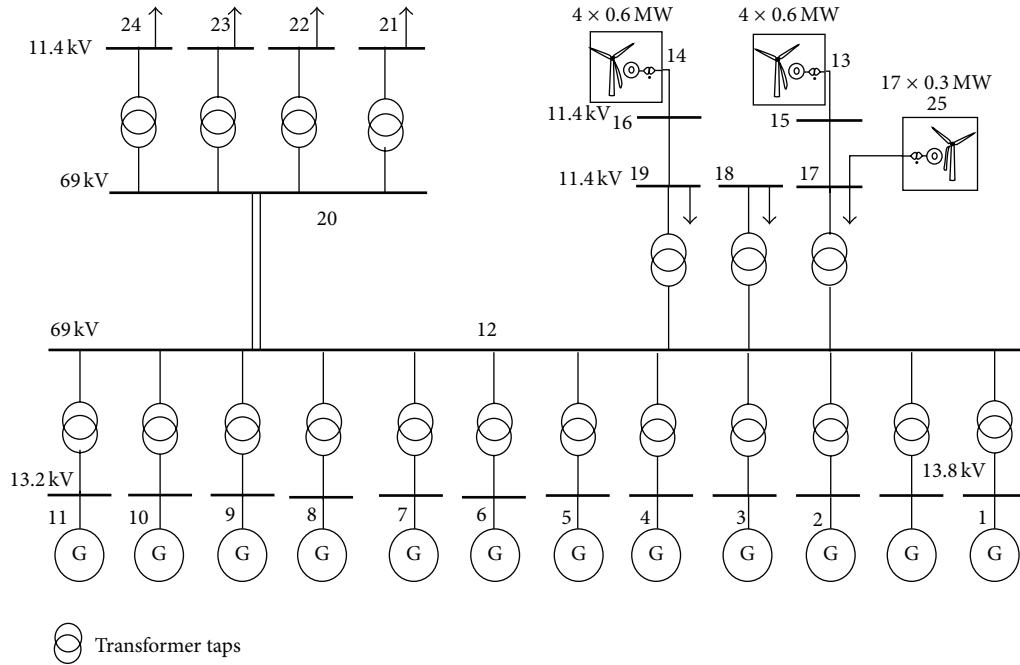 4 × 0.6 MW
4 × 0.6 MW
24
23
22
21
11.4 kV
14
13
17 × 0.3 MW
25
11.4 kV
16
15
69 kV
11.4 kV
19
18
17
20
69 kV
12
13.2 kV
13.8 kV
11
10
9
8
7
6
5
4
3
2
1
G
G
G
G
G
G
G
G
G
G
G
G
Transformer taps